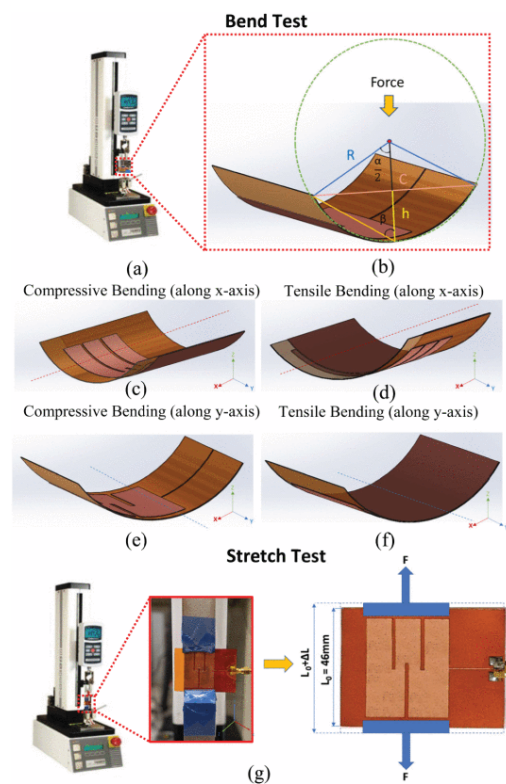 Bend Test
Force
R
α
2
C
h
β
(a)
(b)
Compressive Bending (along x-axis)
Tensile Bending (along x-axis)
(c)
(d)
Z
X
Y
Z
X
Y
Compressive Bending (along y-axis)
Tensile Bending (along y-axis)
(e)
(f)
Z
X
Y
Z
X
Y
Stretch Test
F
L₀+ΔL
L₀ = 46mm
F
(g)